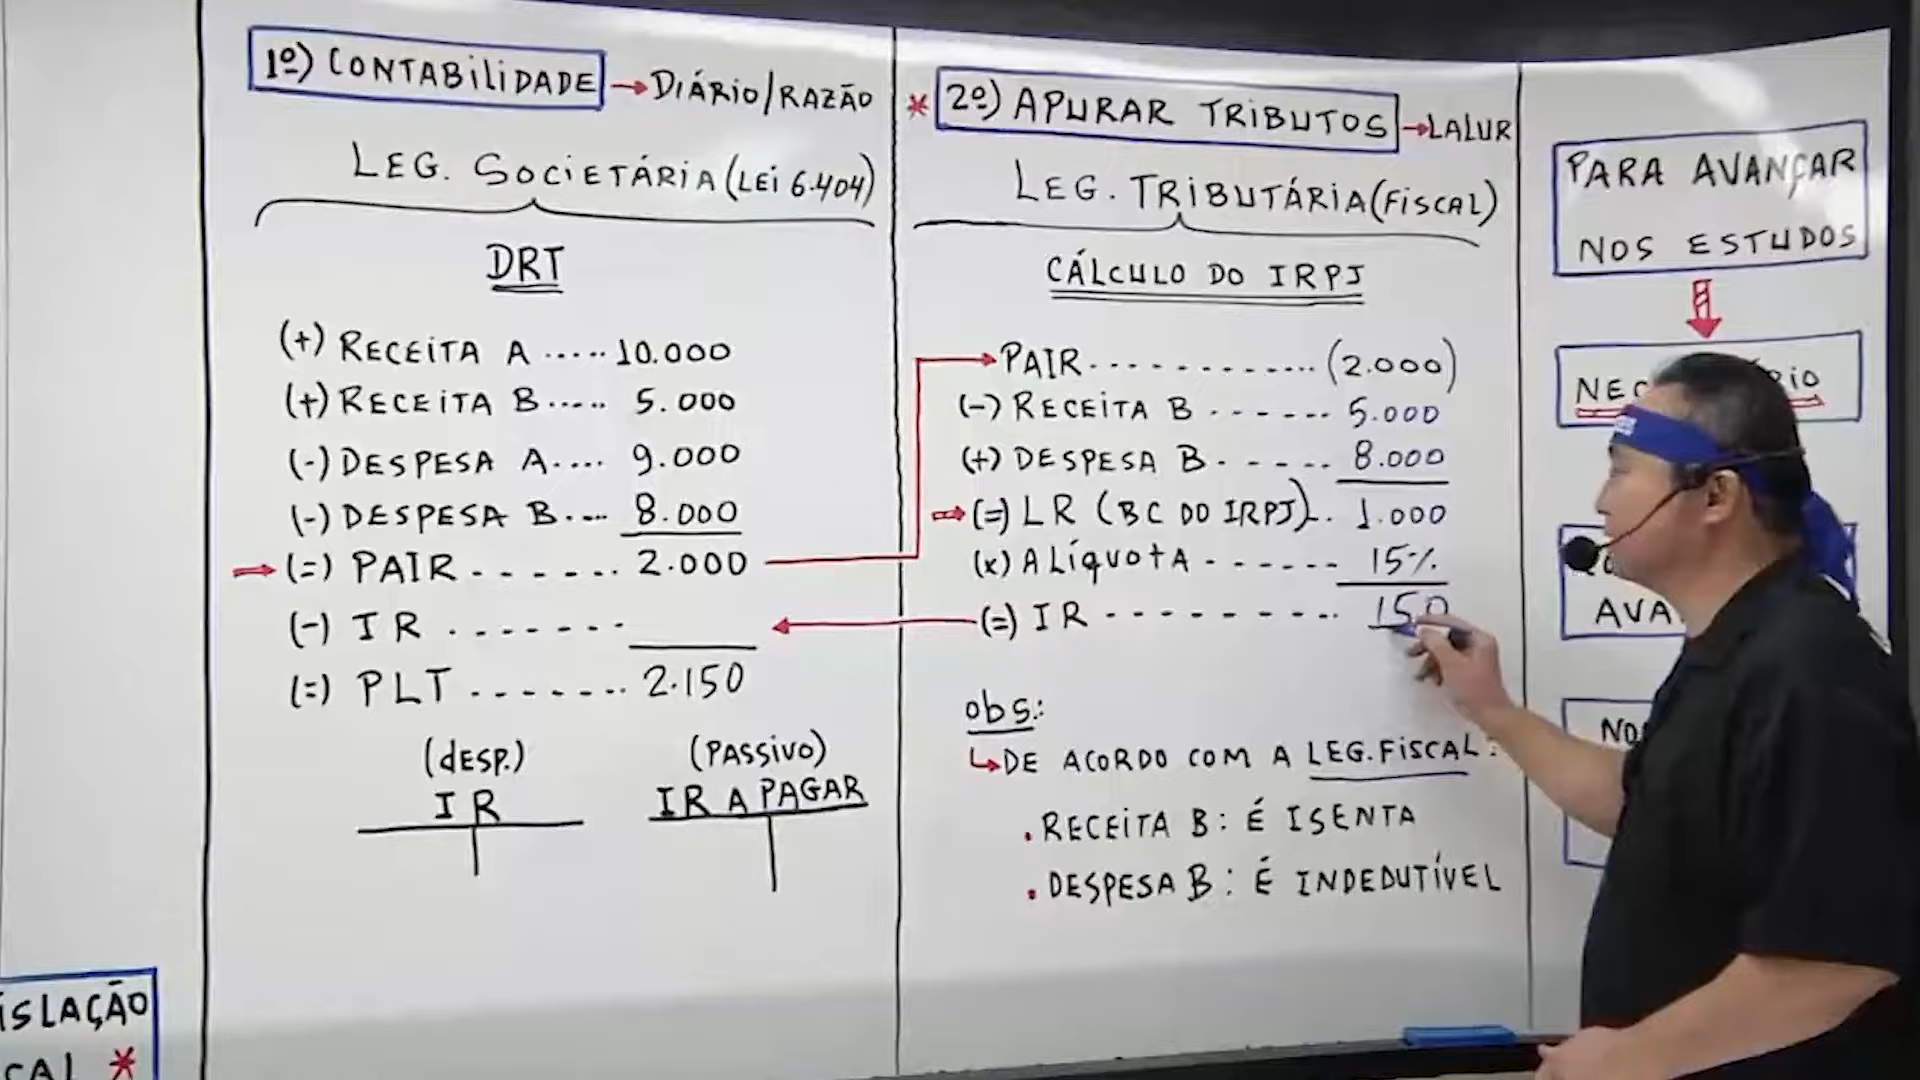 1º) CONTABILIDADE → DIÁRIO/RAZÃO
LEG. SOCIETÁRIA (LEI 6.404)
DRT
(+) RECEITA A ..... 10.000
(+) RECEITA B ..... 5.000
(-) DESPESA A .... 9.000
(-) DESPESA B .... 8.000
(=) PAIR ...... 2.000
(-) IR .......
(=) PLT ....... 2.150
(DESP.)
IR
(PASSIVO)
IR A PAGAR
* 2º) APURAR TRIBUTOS → LALUR
LEG. TRIBUTÁRIA (FISCAL)
CÁLCULO DO IRPJ
PAIR ............ (2.000)
(-) RECEITA B ...... 5.000
(+) DESPESA B ...... 8.000
(=) LR (BC DO IRPJ) . 1.000
(x) ALÍQUOTA ...... 15%
(=) IR ......... 150
obs.:
DE ACORDO COM A LEG. FISCAL:
. RECEITA B: É ISENTA
. DESPESA B: É INDEDUTÍVEL
PARA AVANÇAR
NOS ESTUDOS
ISLAÇÃO
CAL *